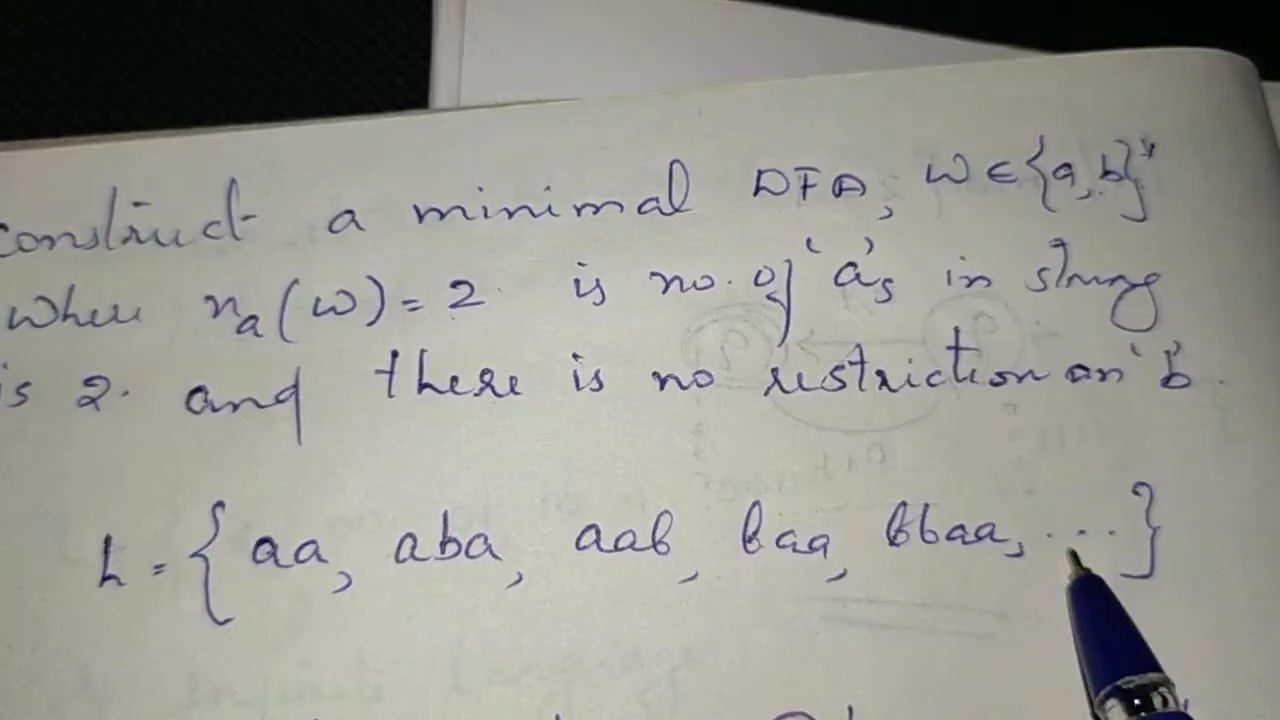 construct a minimal DFA, w ∈ {a, b}*
where na(w) = 2. is no. of 'a's in string
is 2. and there is no restriction on 'b'.
L = { aa, aba, aab, baa, bbaa, ... }